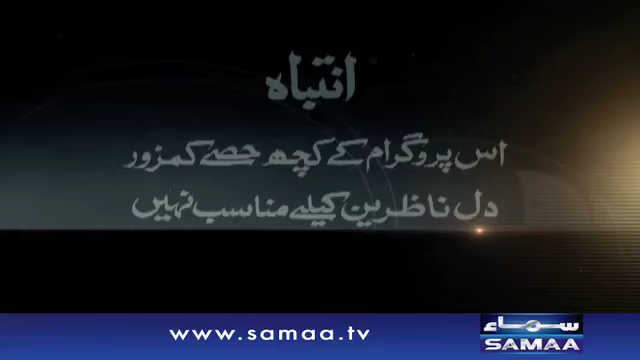 انتباہ
اس پروگرام کے کچھ حصے کمزور
دل ناظرین کیلئے مناسب نہیں
www.samaa.tv
سماء
SAMAA